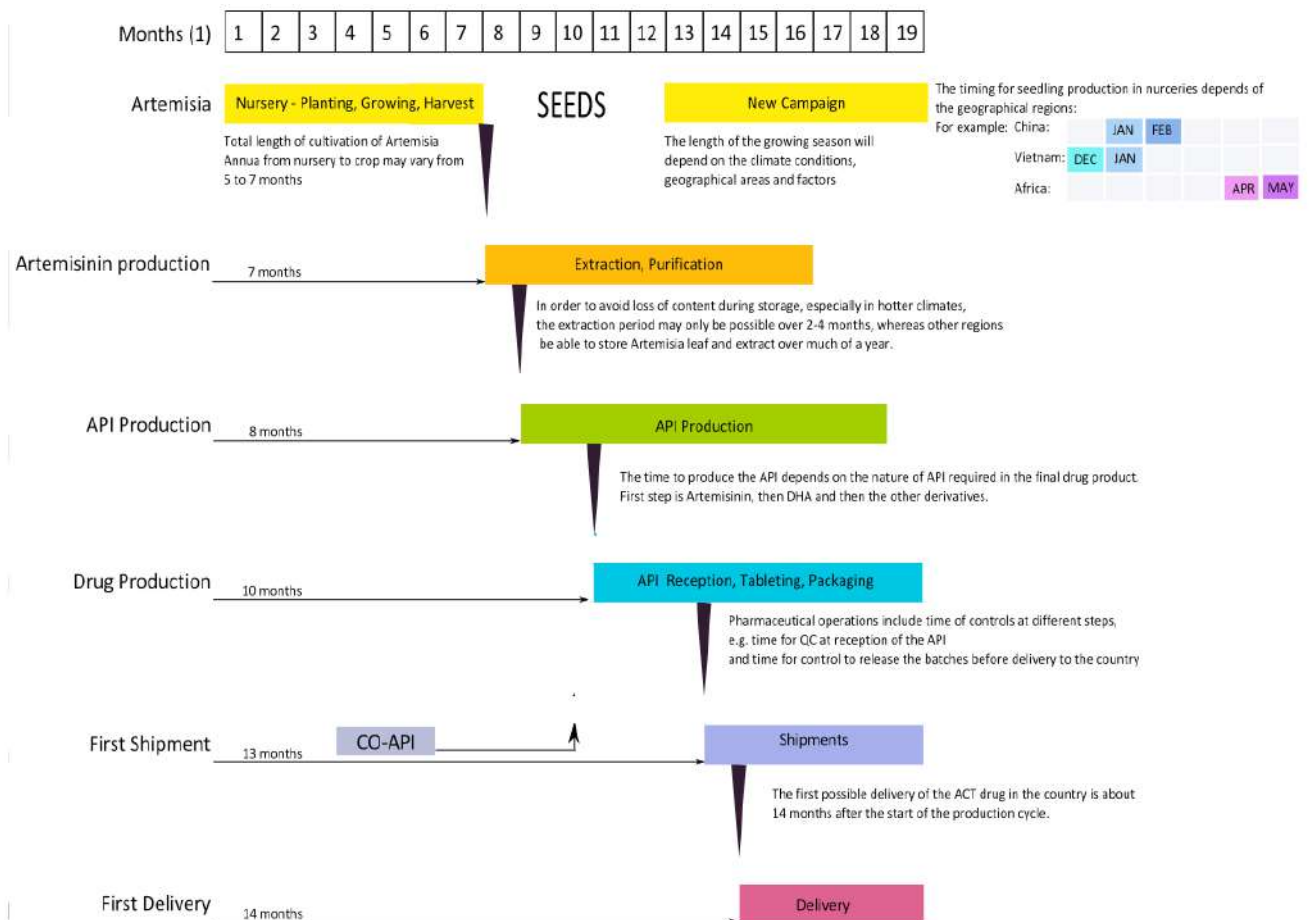 Months (1) 1 2 3 4 5 6 7 8 9 10 11 12 13 14 15 16 17 18 19
Artemisia
Nursery - Planting, Growing, Harvest
SEEDS
New Campaign
Total length of cultivation of Artemisia
Annua from nursery to crop may vary from
5 to 7 months
The length of the growing season will
depend on the climate conditions,
geographical areas and factors
The timing for seedling production in nurceries depends of
the geographical regions:
For example: China: JAN FEB
Vietnam: DEC JAN
Africa: APR MAY
Artemisinin production
7 months
Extraction, Purification
In order to avoid loss of content during storage, especially in hotter climates,
the extraction period may only be possible over 2-4 months, whereas other regions
be able to store Artemisia leaf and extract over much of a year.
API Production
8 months
API Production
The time to produce the API depends on the nature of API required in the final drug product.
First step is Artemisinin, then DHA and then the other derivatives.
Drug Production
10 months
API Reception, Tableting, Packaging
Pharmaceutical operations include time of controls at different steps,
e.g. time for QC at reception of the API
and time for control to release the batches before delivery to the country
First Shipment
13 months
CO-API
Shipments
The first possible delivery of the ACT drug in the country is about
14 months after the start of the production cycle.
First Delivery
14 months
Delivery